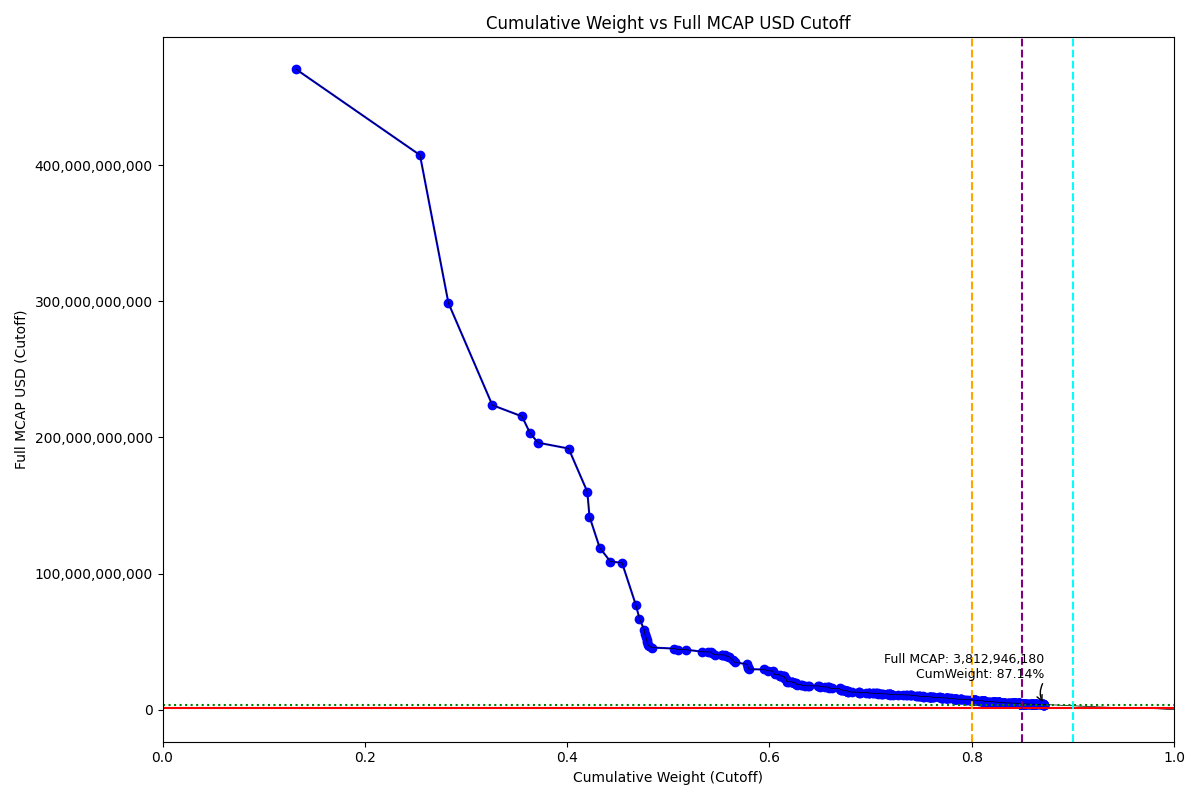 Cumulative Weight vs Full MCAP USD Cutoff
Full MCAP USD (Cutoff)
400,000,000,000
300,000,000,000
200,000,000,000
100,000,000,000
0
Full MCAP: 3,812,946,180
CumWeight: 87.14%
0.0 0.2 0.4 0.6 0.8 1.0
Cumulative Weight (Cutoff)